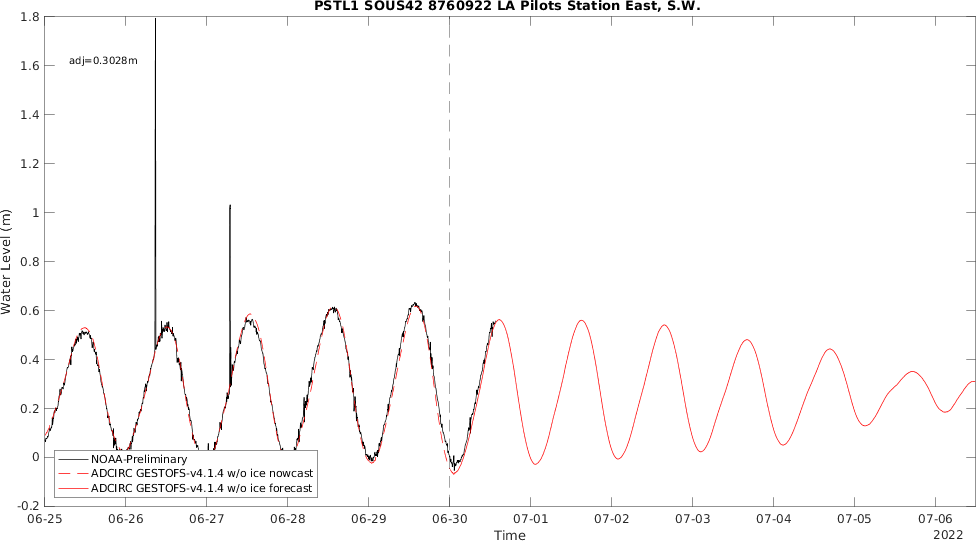 PSTL1 SOUS42 8760922 LA Pilots Station East, S.W.
1.8
adj=0.3028m
1.6
1.4
1.2
1
0.8
0.6
0.4
0.2
0
-0.2
Water Level (m)
NOAA-Preliminary
ADCIRC GESTOFS-v4.1.4 w/o ice nowcast
ADCIRC GESTOFS-v4.1.4 w/o ice forecast
06-25 06-26 06-27 06-28 06-29 06-30 07-01 07-02 07-03 07-04 07-05 07-06
Time
2022